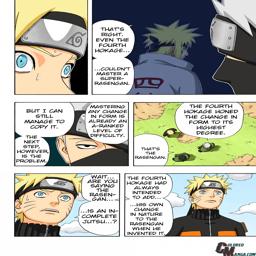 THAT'S
RIGHT.
EVEN THE
FOURTH
HOKAGE...
...COULDN'T
MASTER A
SUPER-
RASENGAN.
THE FOURTH
HOKAGE HONED
THE CHANGE IN
FORM TO ITS
HIGHEST
DEGREE.
THAT'S
THE
RASENGAN.
MASTERING
ANY CHANGE
IN FORM IS
ALREADY AN
A-RANKED
LEVEL OF
DIFFICULTY.
BUT I CAN
STILL
MANAGE TO
COPY IT.
THE
NEXT
STEP,
HOWEVER, IS
THE PROBLEM.
THE
FOURTH
HOKAGE
HAD
ALWAYS
INTENDED
TO ADD...
...HIS OWN
CHANGE IN
NATURE TO
THE RASENGAN
WHEN HE
INVENTED IT.
WAIT...
ARE YOU
SAYING
THE
RASEN-
GAN...
...IS AN IN-
COMPLETE
JUTSU...?